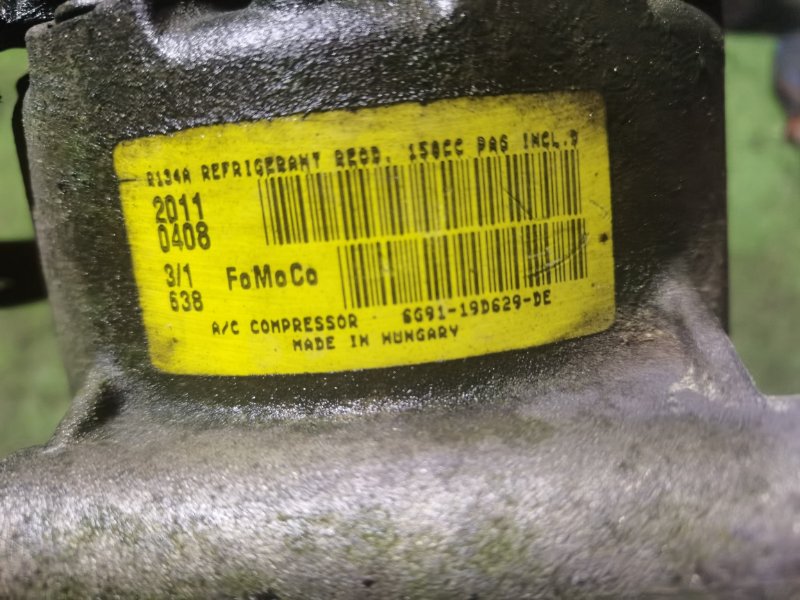 R134A REFRIGERANT REQD. 150CC PAG INCL.D
2011
0408
3/1 FoMoCo
638
A/C COMPRESSOR 6G91-19D629-DE
MADE IN HUNGARY